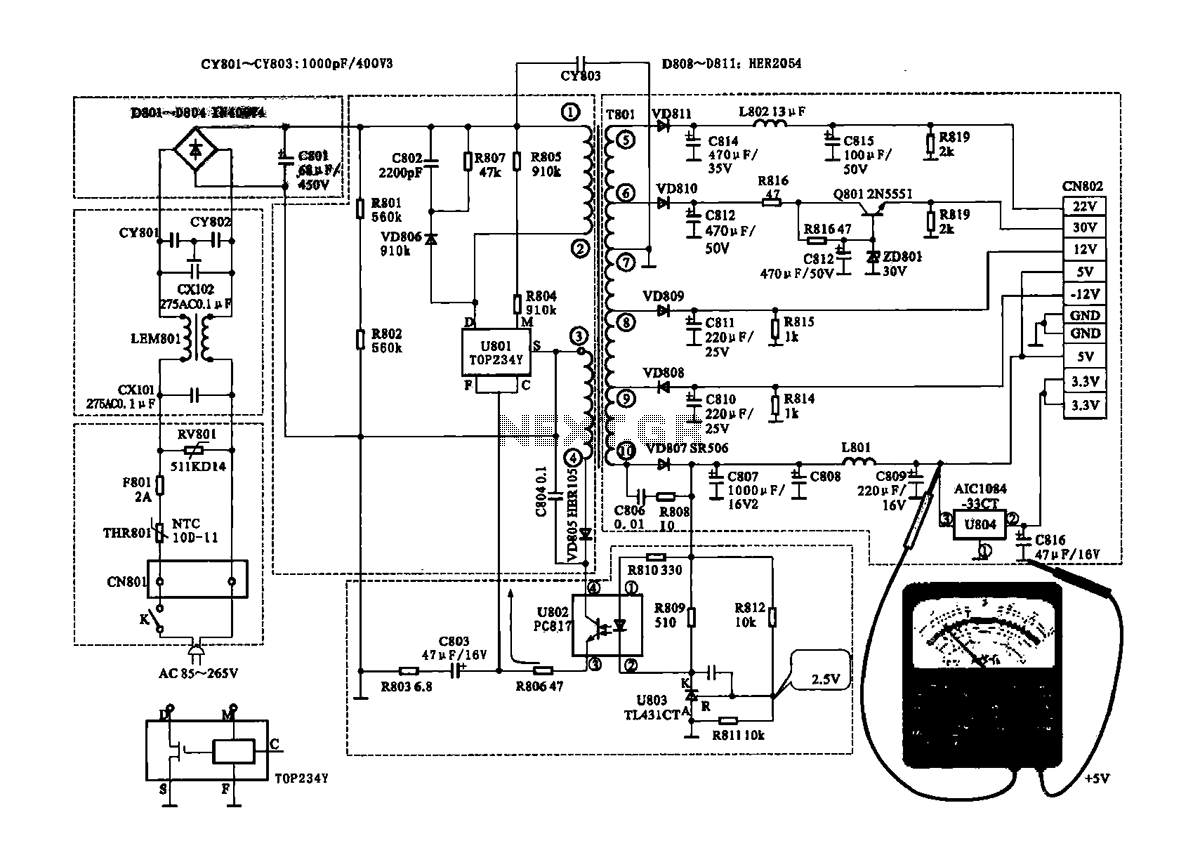 CY801～CY803:1000pF/400V3
D808～D811: HER2054
CY803
D801～D804
C801
68μF/
450V
C802
2200pF
R807
47k
R805
910k
①
T801
VD811
L802 13μF
⑤
C814
470μF/
35V
C815
100μF/
50V
R819
2k
R801
560k
VD806
910k
②
⑥
VD810
R816
47
Q801 2N5551
C812
470μF/
50V
R816 47
C812
470μF/50V
ZD801
30V
R819
2k
CN802
22V
30V
12V
5V
-12V
GND
GND
5V
3.3V
3.3V
CY801
CY802
CX102
275AC0.1μF
LEM801
CX101
275AC0.1μF
R802
560k
R804
910k
D
M
U801
TOP234Y
S
F
C
③
④
⑦
⑧
VD809
C811
220μF/
25V
R815
1k
⑨
VD808
C810
220μF/
25V
R814
1k
⑩
VD807 SR506
L801
C807
1000μF/
16V2
C808
C809
220μF/
16V
C806
0.01
R808
10
C804 0.1
VD805 HER105
AIC1084
-33CT
③
U804
②
①
C816
47μF/16V
RV801
511KD14
F801
2A
THR801
NTC
10D-11
CN801
K
AC 85～265V
R810 330
④
①
U802
PC817
③
②
R809
510
R812
10k
C803
47μF/16V
R803 6.8
R806 47
K
R
A
U803
TL431CT
R811 10k
2.5V
D
M
C
S
F
TOP234Y
+5V